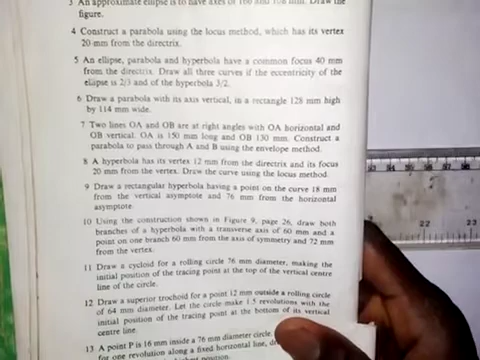 3 An approximate ellipse is to have axes of 160 and 108 mm. Draw the
figure.
4 Construct a parabola using the locus method, which has its vertex
20 mm from the directrix.
5 An ellipse, parabola and hyperbola have a common focus 40 mm
from the directrix. Draw all three curves if the eccentricity of the
ellipse is 2/3 and of the hyperbola 3/2.
6 Draw a parabola with its axis vertical, in a rectangle 128 mm high
by 114 mm wide.
7 Two lines OA and OB are at right angles with OA horizontal and
OB vertical. OA is 150 mm long and OB 130 mm. Construct a
parabola to pass through A and B using the envelope method.
8 A hyperbola has its vertex 12 mm from the directrix and its focus
20 mm from the vertex. Draw the curve using the locus method.
9 Draw a rectangular hyperbola having a point on the curve 18 mm
from the vertical asymptote and 76 mm from the horizontal
asymptote.
10 Using the construction shown in Figure 9, page 26, draw both
branches of a hyperbola with a transverse axis of 60 mm and a
point on one branch 60 mm from the axis of symmetry and 72 mm
from the vertex.
11 Draw a cycloid for a rolling circle 76 mm diameter, making the
initial position of the tracing point at the top of the vertical centre
line of the circle.
12 Draw a superior trochoid for a point 12 mm outside a rolling circle
of 64 mm diameter. Let the circle make 1.5 revolutions with the
initial position of the tracing point at the bottom of its vertical
centre line.
13 A point P is 16 mm inside a 76 mm diameter circle.
for one revolution along a fixed horizontal line,
position.
22 23